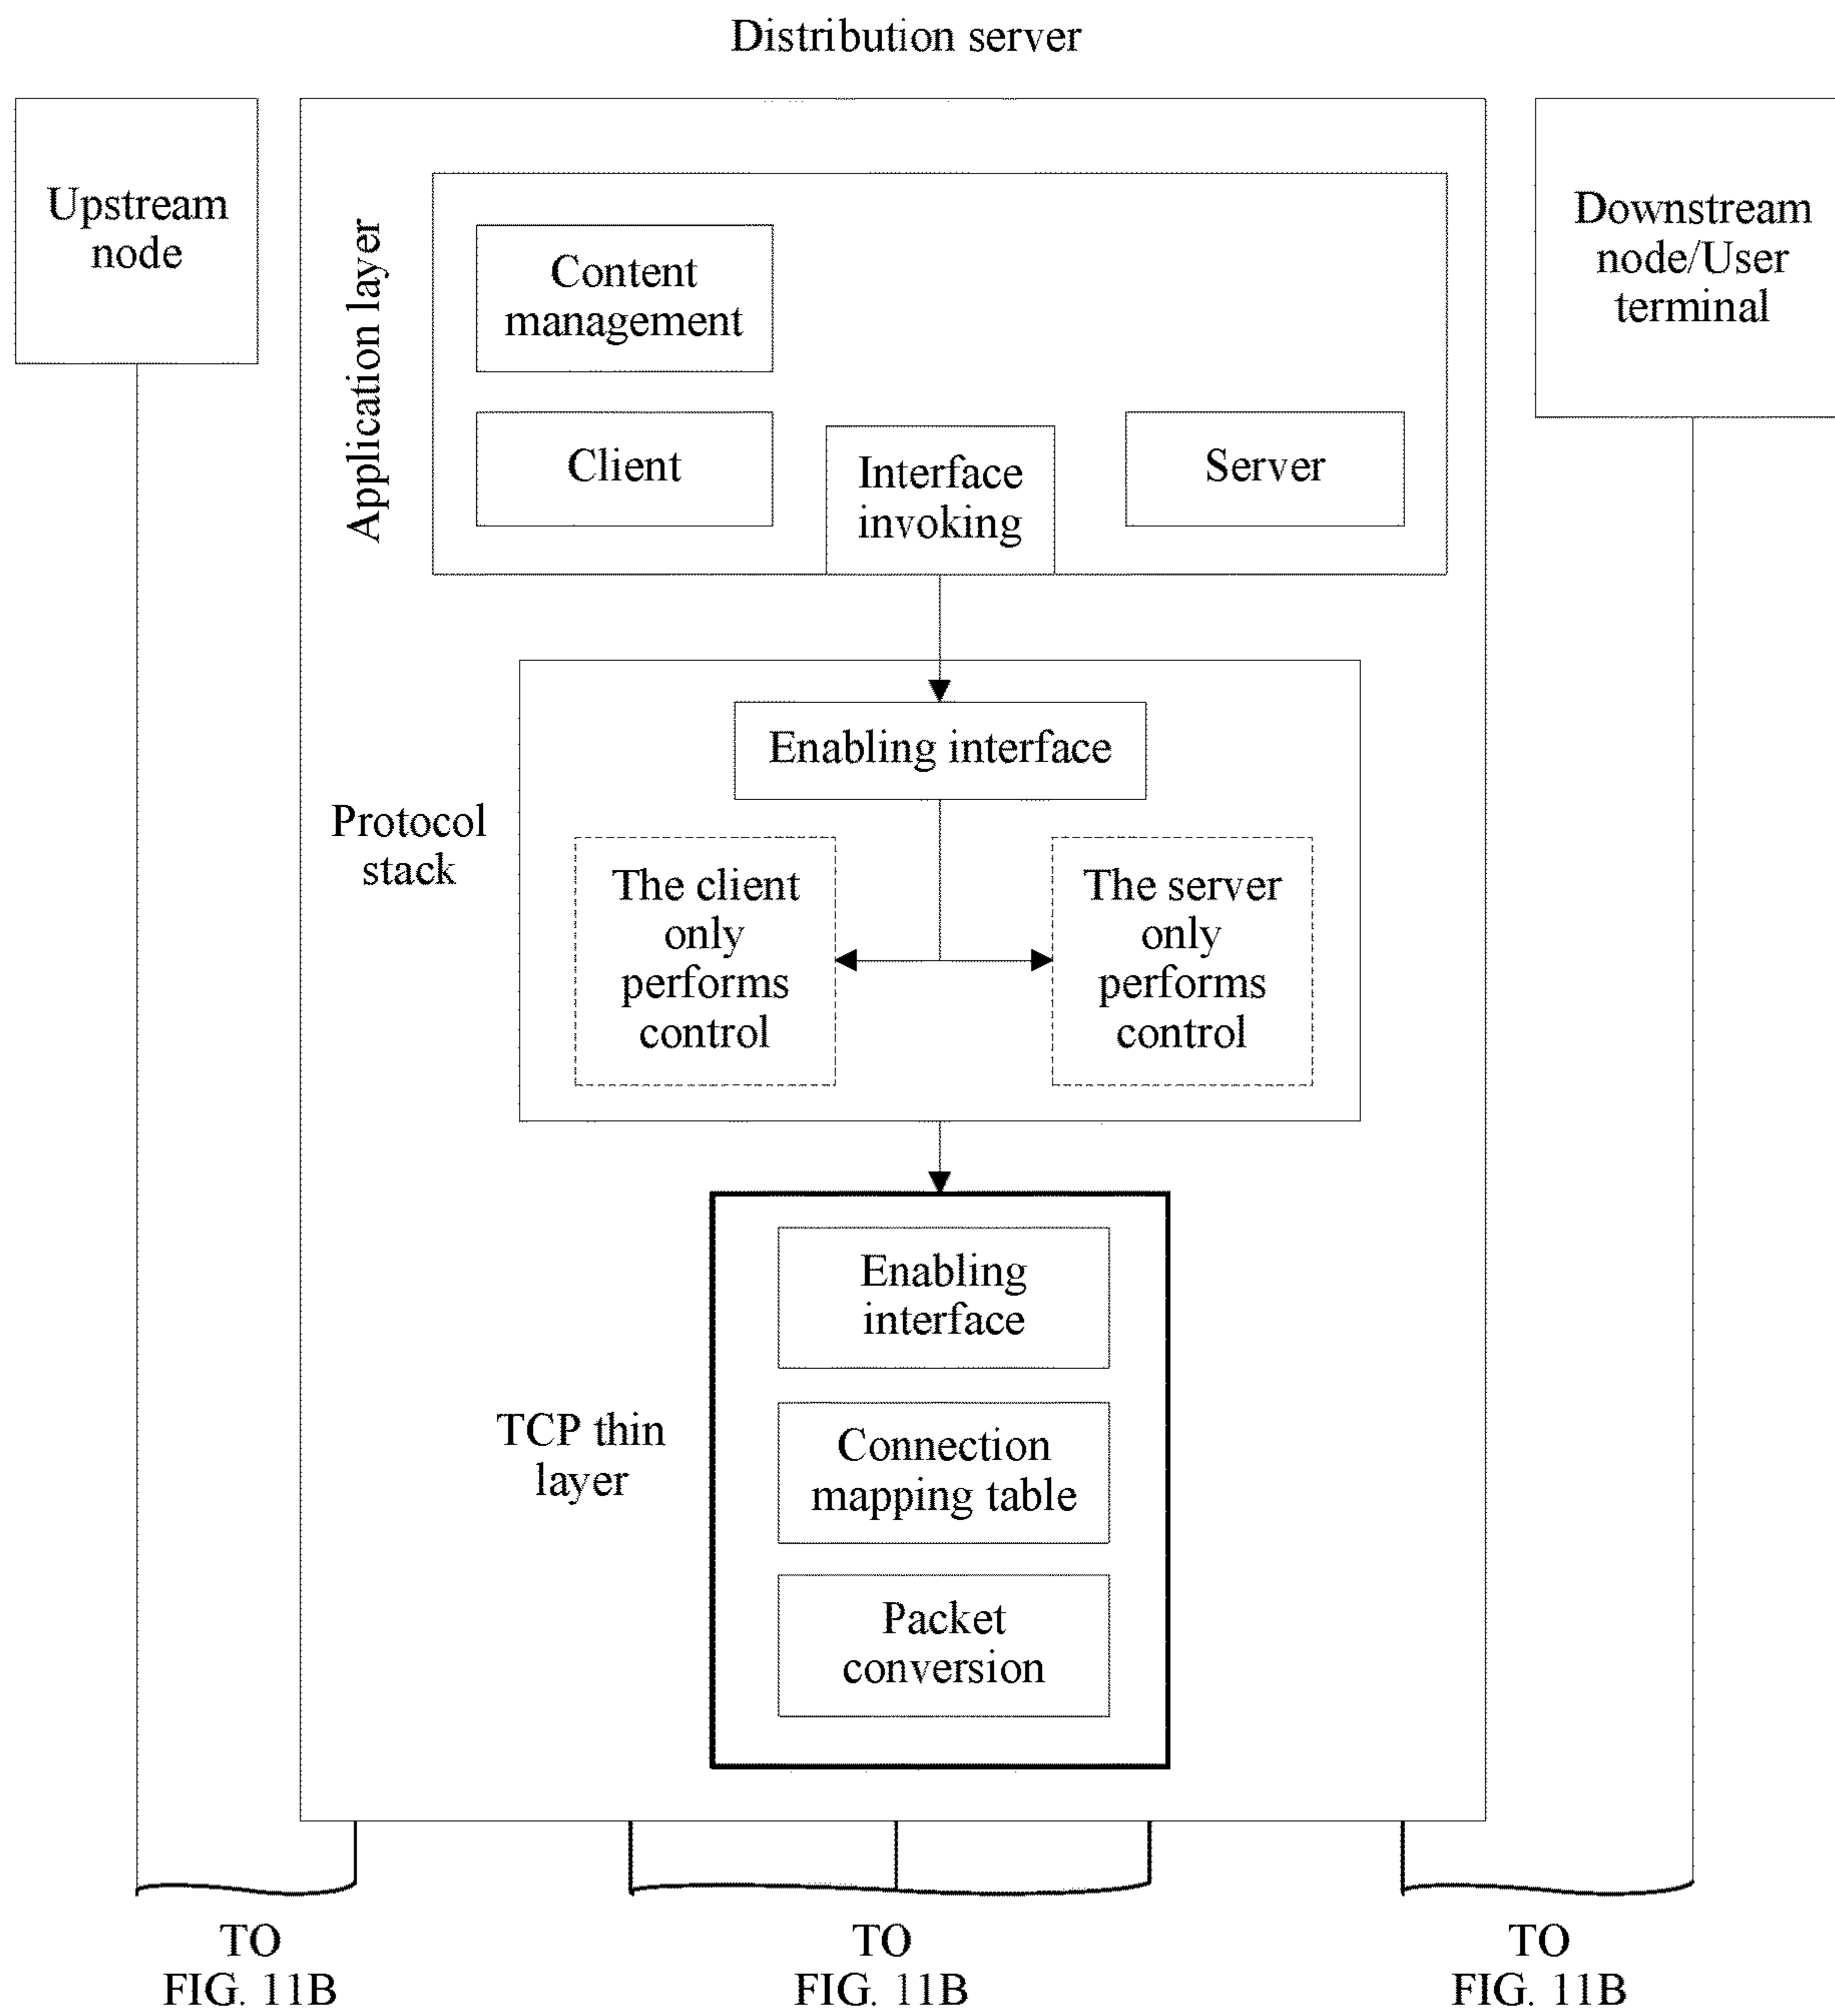 Distribution server
Upstream
node
Application layer
Content
management
Client
Interface
invoking
Server
Downstream
node/User
terminal
Protocol
stack
Enabling interface
The client
only
performs
control
The server
only
performs
control
TCP thin
layer
Enabling
interface
Connection
mapping table
Packet
conversion
TO
FIG. 11B
TO
FIG. 11B
TO
FIG. 11B